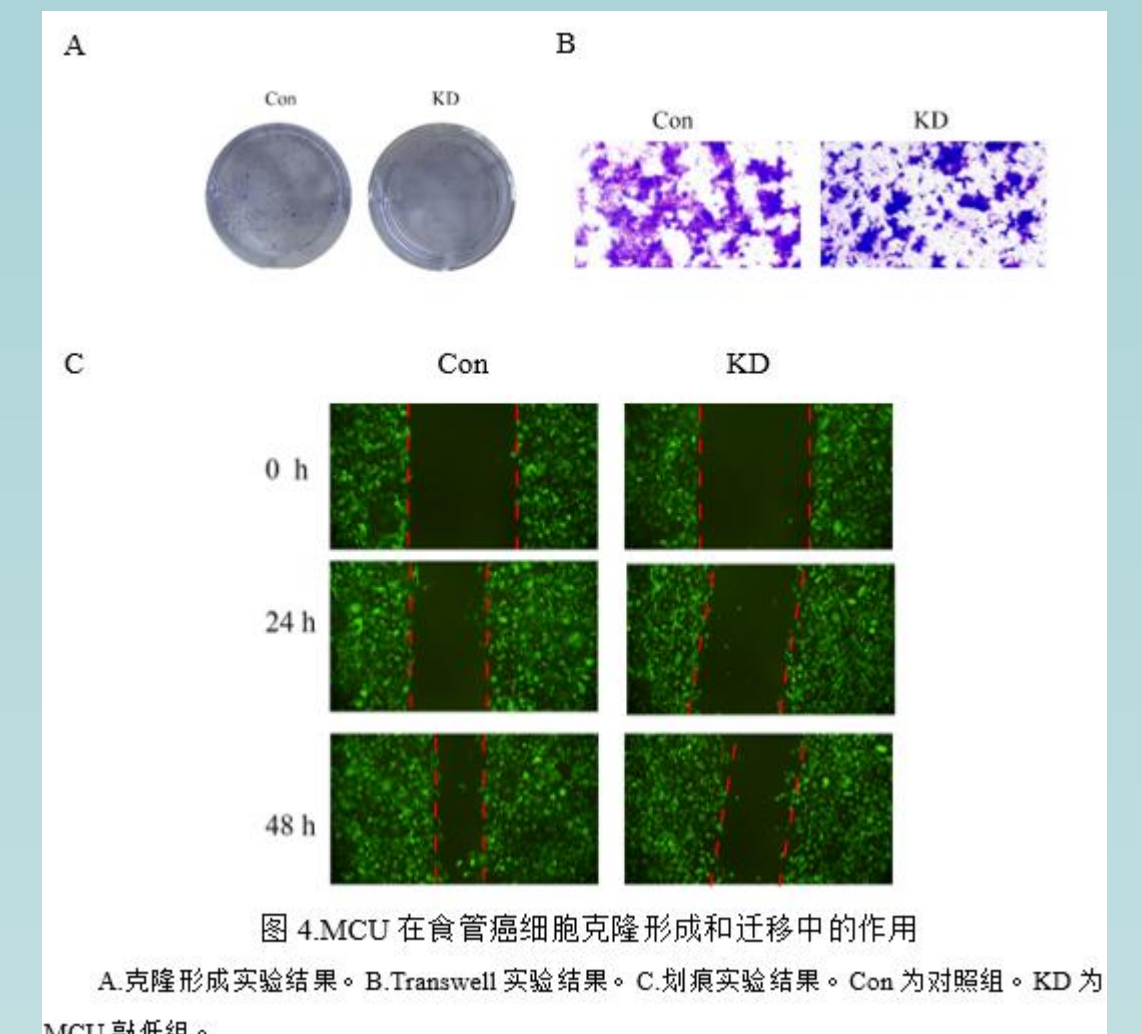 A
B
Con KD
Con KD
C Con KD
0 h
24 h
48 h
图 4.MCU 在食管癌细胞克隆形成和迁移中的作用
A.克隆形成实验结果。B.Transwell 实验结果。C.划痕实验结果。Con 为对照组。KD 为
MCU 敲低组。